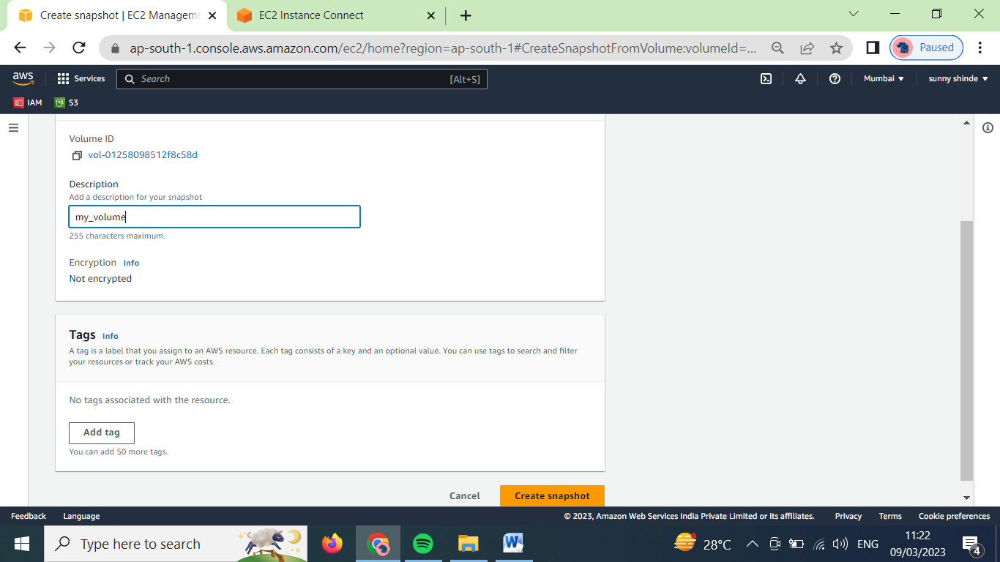 Create snapshot | EC2 Managem
EC2 Instance Connect
ap-south-1.console.aws.amazon.com/ec2/home?region=ap-south-1#CreateSnapshotFromVolume:volumeId=...
Paused
aws
Services
Search
[Alt+S]
Mumbai
sunny shinde
IAM
S3
Volume ID
vol-01258098512f8c58d
Description
Add a description for your snapshot
my_volume
255 characters maximum.
Encryption Info
Not encrypted
Tags Info
A tag is a label that you assign to an AWS resource. Each tag consists of a key and an optional value. You can use tags to search and filter
your resources or track your AWS costs.
No tags associated with the resource.
Add tag
You can add 50 more tags.
Cancel
Create snapshot
Feedback
Language
© 2023, Amazon Web Services India Private Limited or its affiliates.
Privacy
Terms
Cookie preferences
Type here to search
W
28°C
ENG
11:22
09/03/2023
4